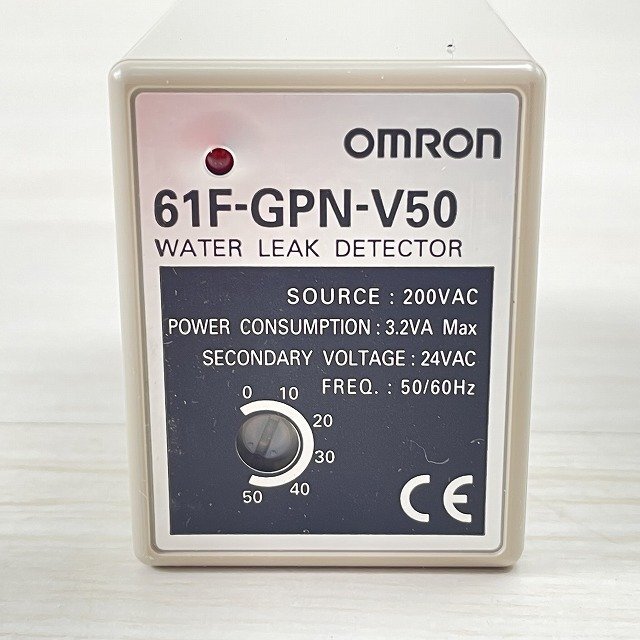 OMRON
61F-GPN-V50
WATER LEAK DETECTOR
SOURCE : 200VAC
POWER CONSUMPTION : 3.2VA Max
SECONDARY VOLTAGE : 24VAC
FREQ. : 50/60Hz
0 10
20
30
50 40
CE